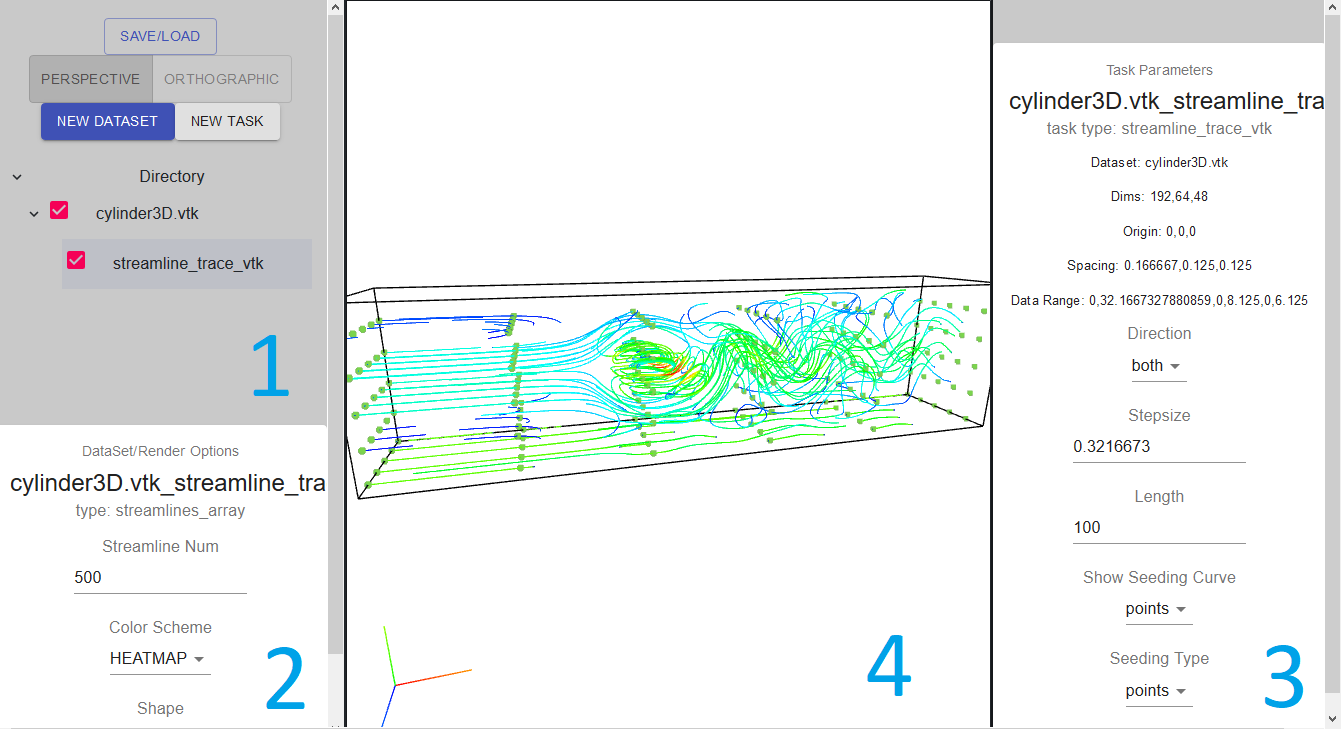 SAVE/LOAD
PERSPECTIVE ORTHOGRAPHIC
NEW DATASET NEW TASK
Directory
cylinder3D.vtk
streamline_trace_vtk
1
DataSet/Render Options
cylinder3D.vtk_streamline_tra
type: streamlines_array
Streamline Num
500
Color Scheme
HEATMAP
Shape
2
4
Task Parameters
cylinder3D.vtk_streamline_tra
task type: streamline_trace_vtk
Dataset: cylinder3D.vtk
Dims: 192,64,48
Origin: 0,0,0
Spacing: 0.166667,0.125,0.125
Data Range: 0,32.1667327880859,0,8.125,0,6.125
Direction
both
Stepsize
0.3216673
Length
100
Show Seeding Curve
points
Seeding Type
points
3